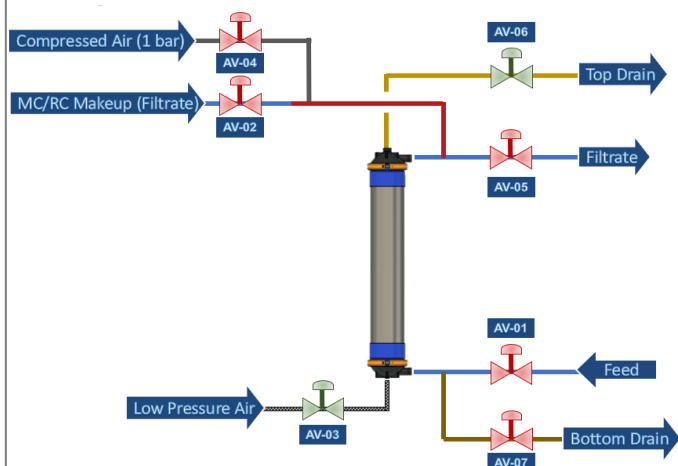 AV-06
Compressed Air (1 bar)
AV-04
Top Drain
MC/RC Makeup (Filtrate)
AV-02
Filtrate
AV-05
AV-01
Feed
Low Pressure Air
AV-03
Bottom Drain
AV-07